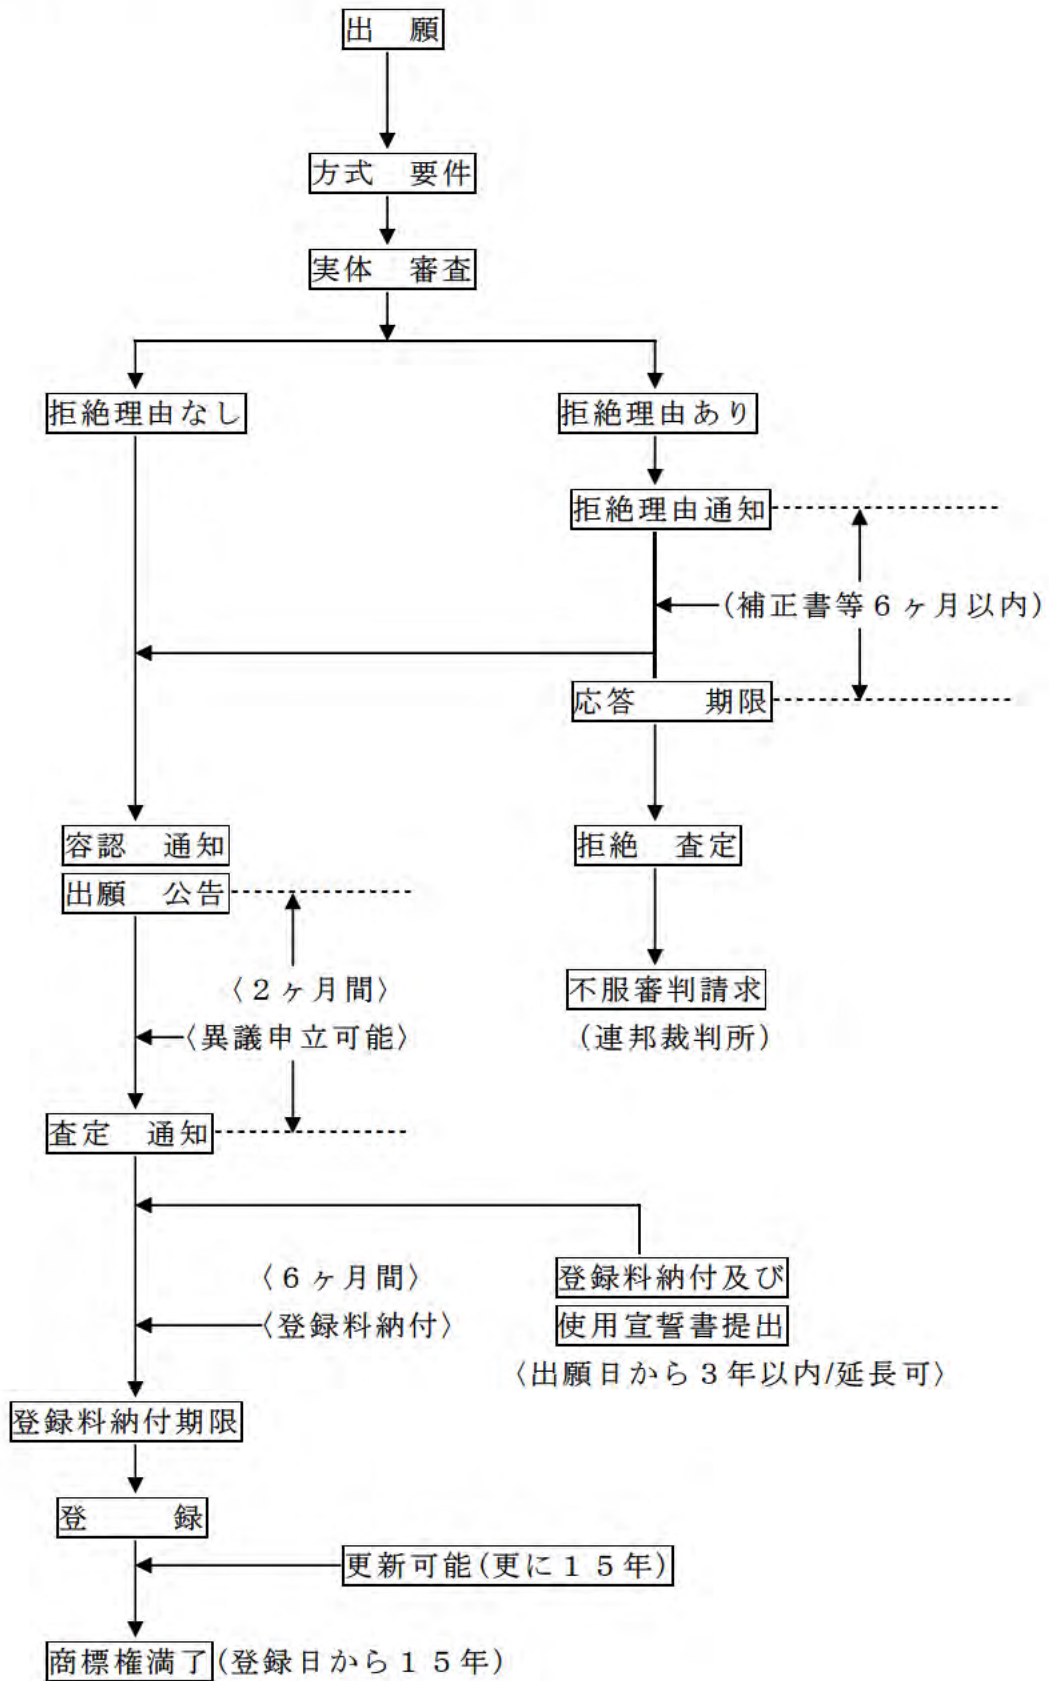 出　願
方式　要件
実体　審査
拒絶理由なし
拒絶理由あり
拒絶理由通知
(補正書等６ヶ月以内)
応答　　期限
容認　通知
拒絶　査定
出願　公告
〈２ヶ月間〉
不服審判請求
〈異議申立可能〉
(連邦裁判所)
査定　通知
〈６ヶ月間〉
登録料納付及び
〈登録料納付〉
使用宣誓書提出
〈出願日から３年以内/延長可〉
登録料納付期限
登　　録
更新可能(更に１５年)
商標権満了(登録日から１５年)